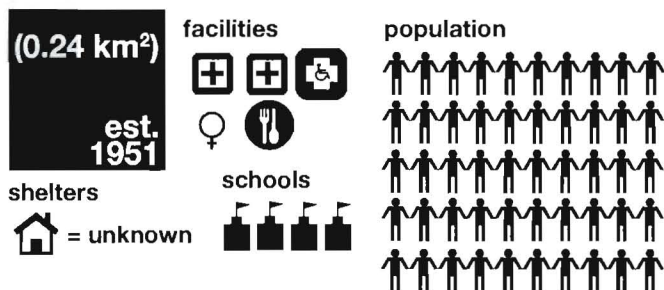 (0.24 km²)
est.
1951
facilities
population
shelters
= unknown
schools